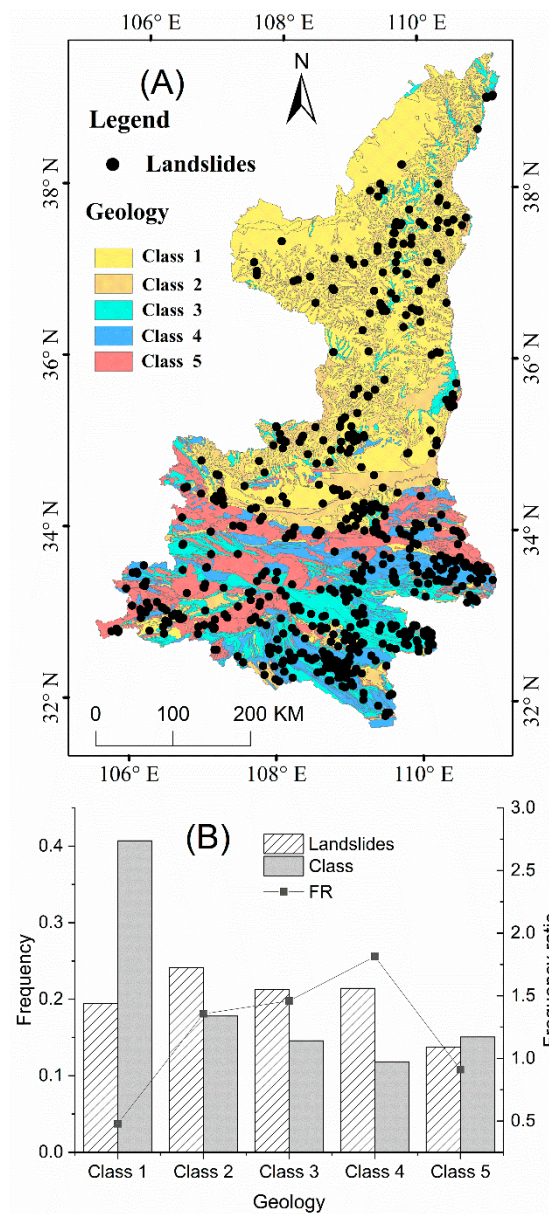 106° E 108° E 110° E
(A)
N
Legend
Landslides
Geology
Class 1
Class 2
Class 3
Class 4
Class 5
38° N 38° N
36° N 36° N
34° N 34° N
32° N 32° N
0 100 200 KM
106° E 108° E 110° E
(B)
Landslides
Class
FR
Frequency
0.4
0.3
0.2
0.1
0.0
Frequency ratio
3.0
2.5
2.0
1.5
1.0
0.5
Class 1 Class 2 Class 3 Class 4 Class 5
Geology